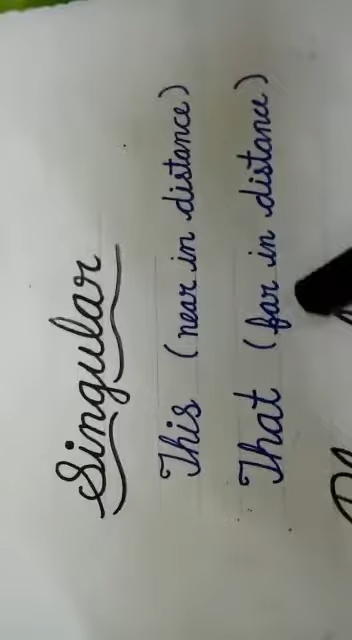 Singular
This (near in distance)
That (far in distance)